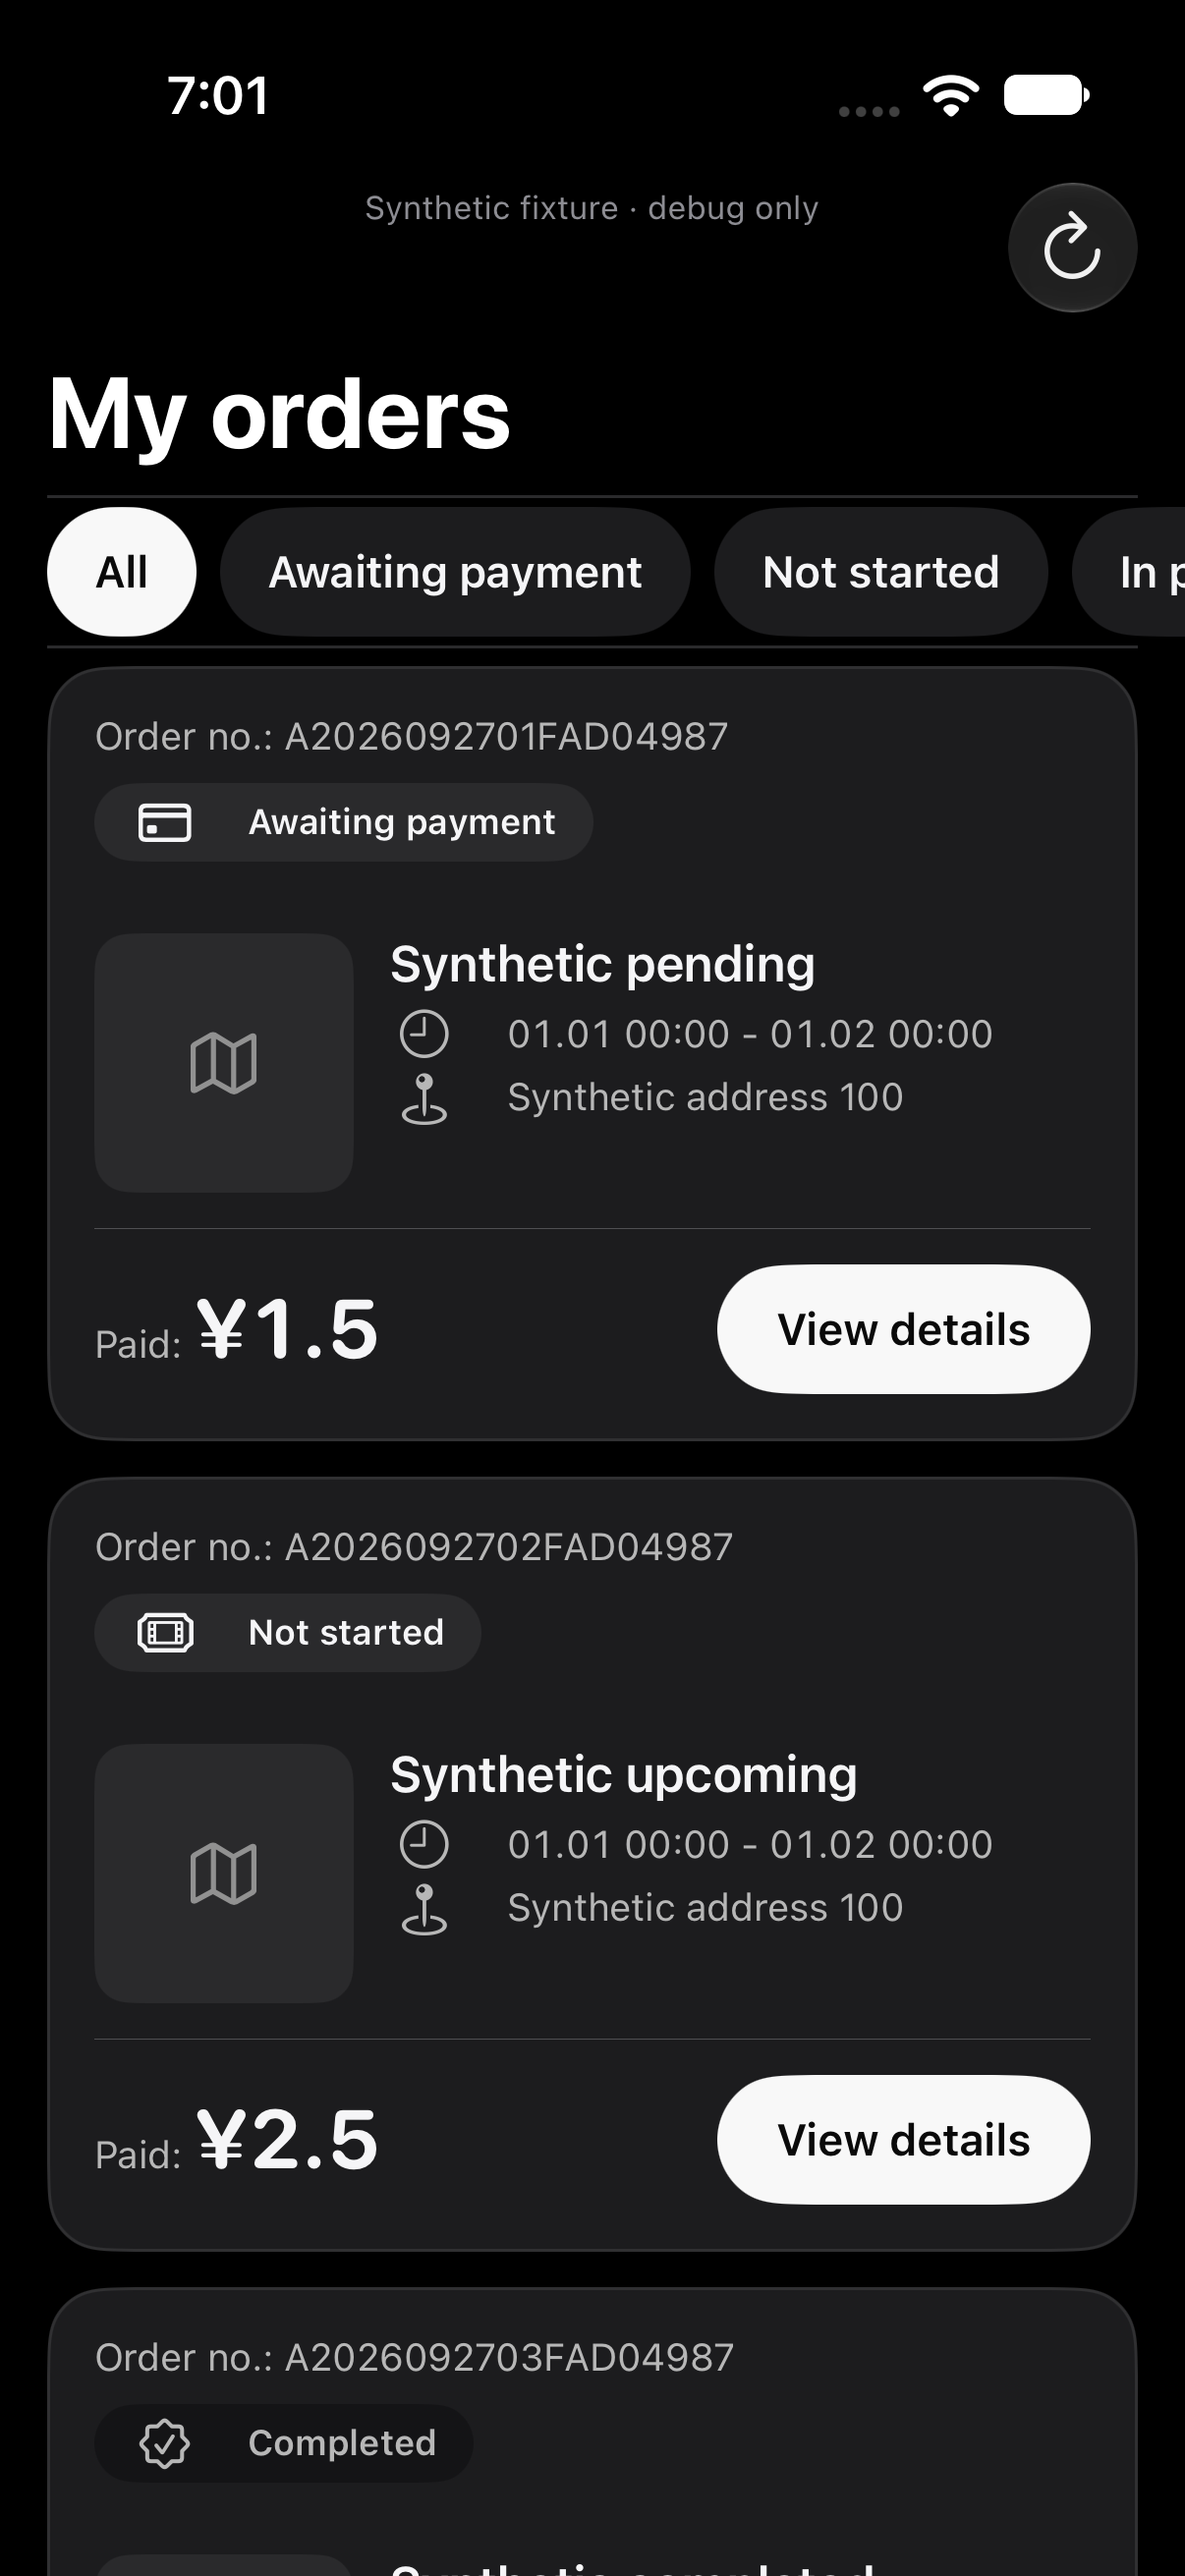 7:01
Synthetic fixture · debug only
My orders
All Awaiting payment Not started In p
Order no.: A2026092701FAD04987
Awaiting payment
Synthetic pending
01.01 00:00 - 01.02 00:00
Synthetic address 100
Paid: ¥1.5 View details
Order no.: A2026092702FAD04987
Not started
Synthetic upcoming
01.01 00:00 - 01.02 00:00
Synthetic address 100
Paid: ¥2.5 View details
Order no.: A2026092703FAD04987
Completed
Synthetic completed